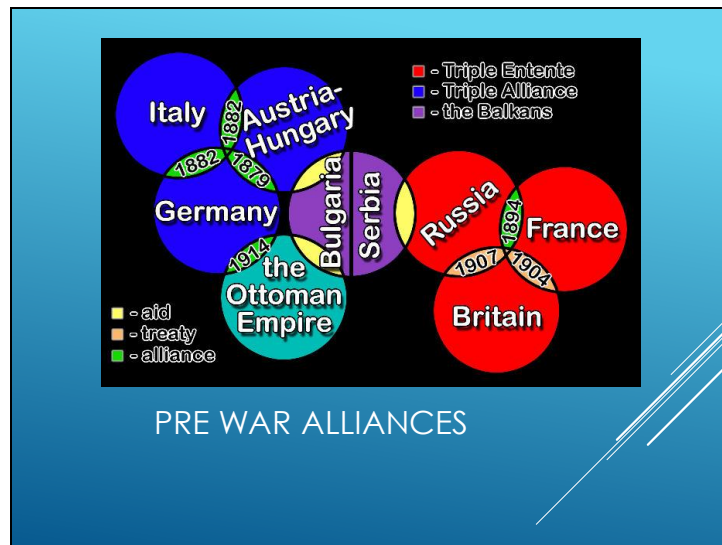 - Triple Entente
- Triple Alliance
- the Balkans
Italy
1882
Austria-
Hungary
1882
1879
Germany
1914
the
Ottoman
Empire
Bulgaria
Serbia
Russia
1894
France
1907
1904
Britain
- aid
- treaty
- alliance
PRE WAR ALLIANCES